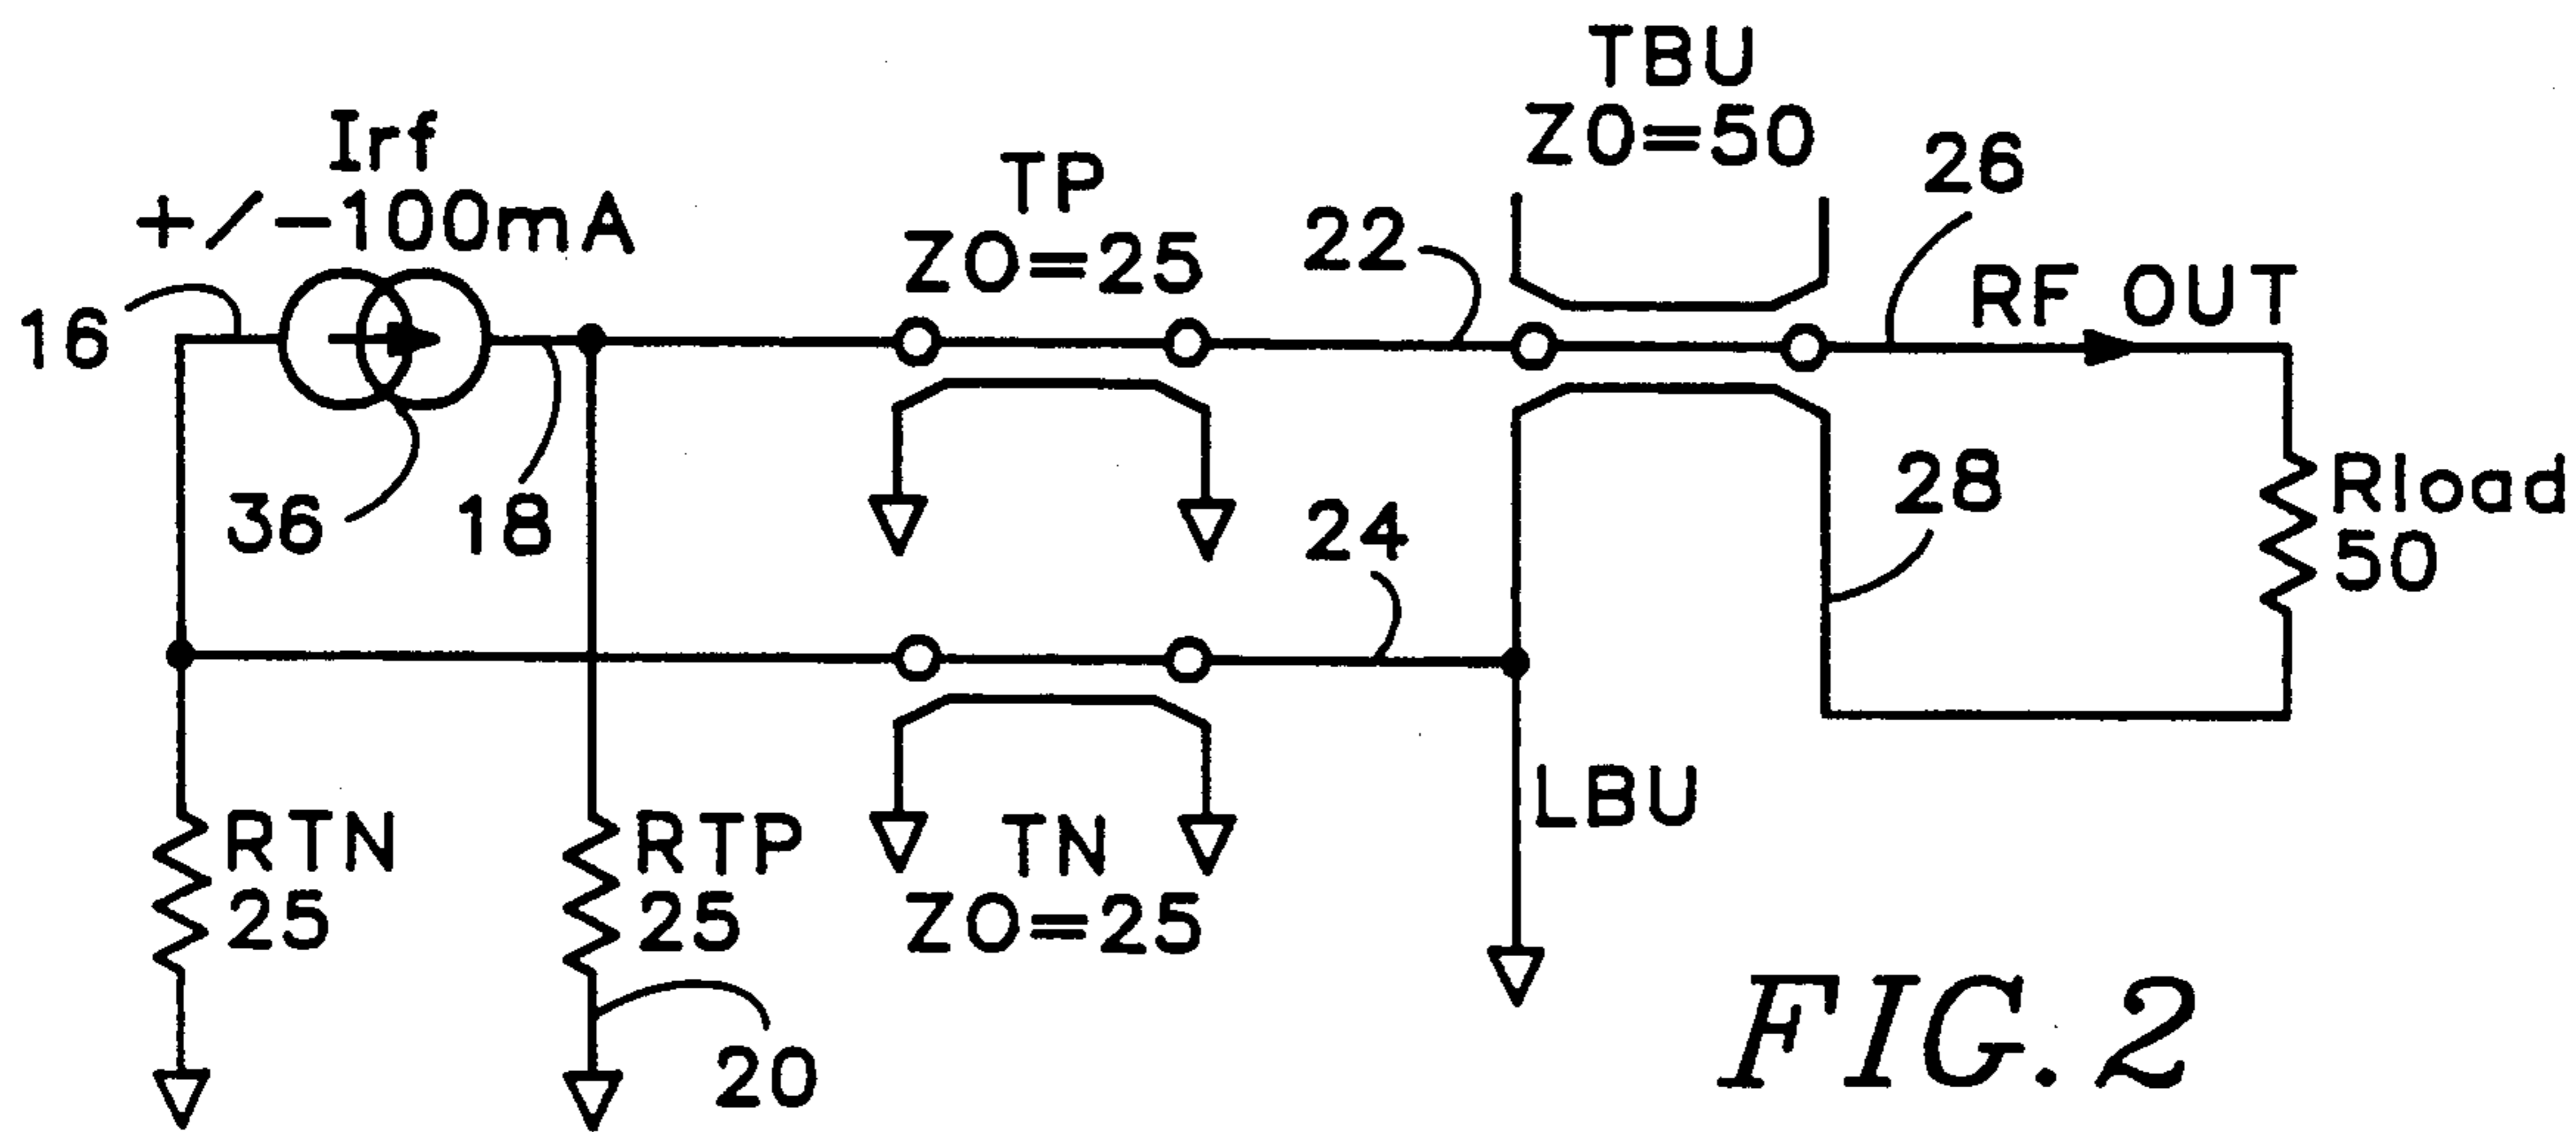 TBU
ZO=50
Irf
+/-100mA
TP
ZO=25
22
26
RF OUT
16
36
18
24
28
Rload
50
LBU
RTN
25
RTP
25
TN
ZO=25
20
FIG. 2